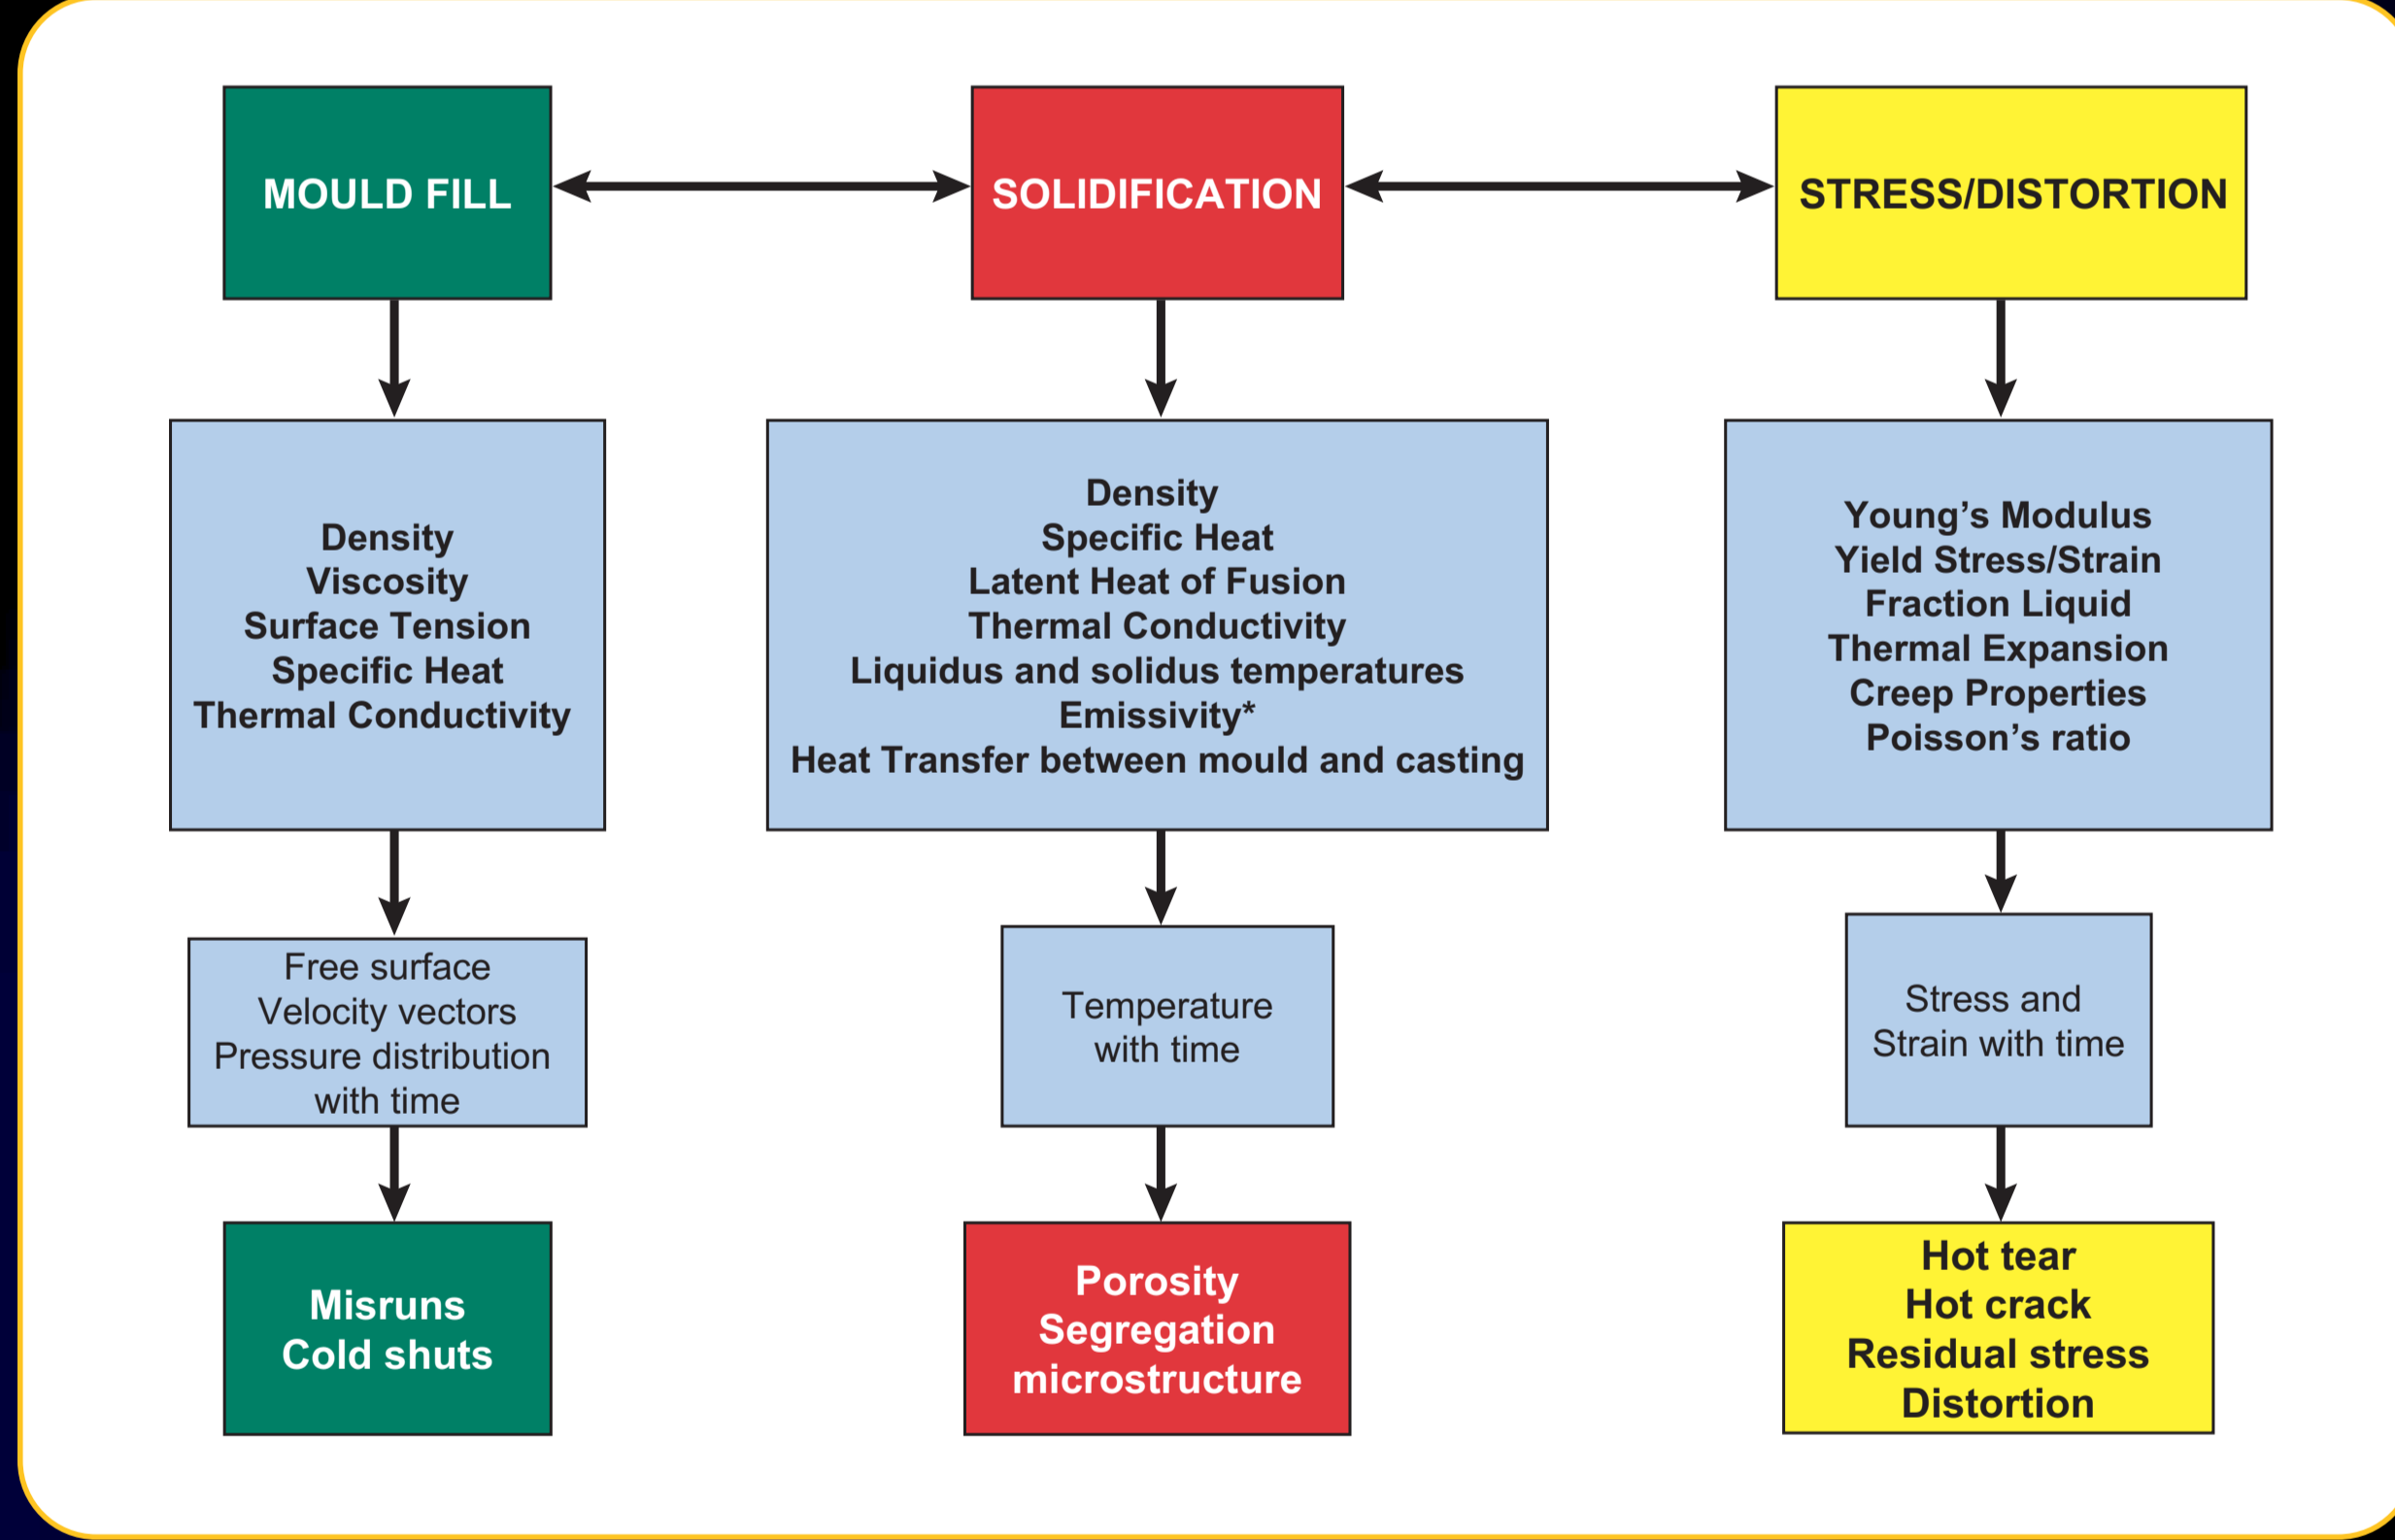 MOULD FILL
SOLIDIFICATION
STRESS/DISTORTION
Density
Viscosity
Surface Tension
Specific Heat
Thermal Conductivity
Density
Specific Heat
Latent Heat of Fusion
Thermal Conductivity
Liquidus and solidus temperatures
Emissivity*
Heat Transfer between mould and casting
Young’s Modulus
Yield Stress/Strain
Fraction Liquid
Thermal Expansion
Creep Properties
Poisson’s ratio
Free surface
Velocity vectors
Pressure distribution
with time
Temperature
with time
Stress and
Strain with time
Misruns
Cold shuts
Porosity
Segregation
microstructure
Hot tear
Hot crack
Residual stress
Distortion